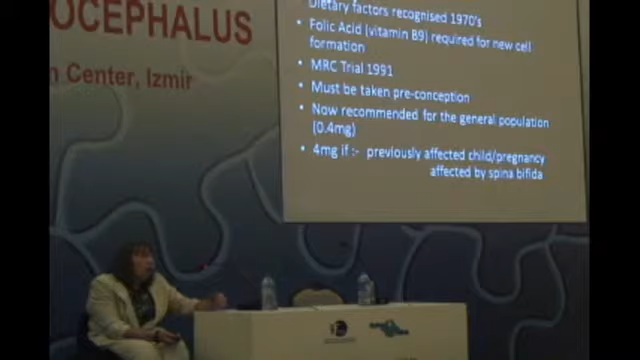 OCEPHALUS
n Center, Izmir
Dietary factors recognised 1970's
• Folic Acid (vitamin B9) required for new cell
formation
• MRC Trial 1991
• Must be taken pre-conception
• Now recommended for the general population
(0.4mg)
• 4mg if :- previously affected child/pregnancy
affected by spina bifida